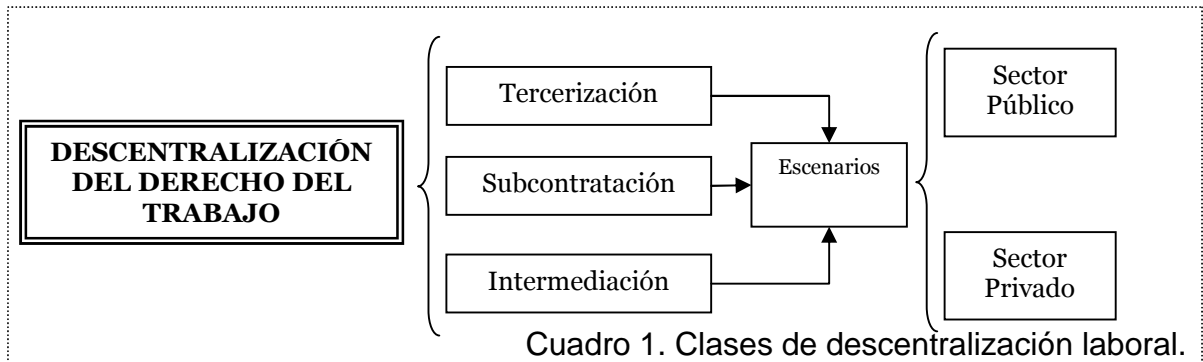 DESCENTRALIZACIÓN
DEL DERECHO DEL
TRABAJO
Tercerización
Subcontratación
Intermediación
Escenarios
Sector
Público
Sector
Privado
Cuadro 1. Clases de descentralización laboral.